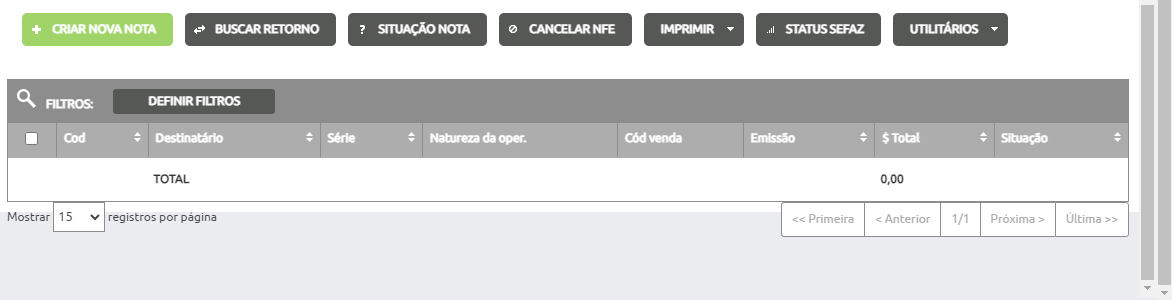 CRIAR NOVA NOTA BUSCAR RETORNO ? SITUAÇÃO NOTA CANCELAR NFE IMPRIMIR STATUS SEFAZ UTILITÁRIOS
FILTROS: DEFINIR FILTROS
Cod Destinatário Série Natureza da oper. Cód venda Emissão $ Total Situação
TOTAL 0,00
Mostrar 15 registros por página << Primeira < Anterior 1/1 Próxima > Última >>